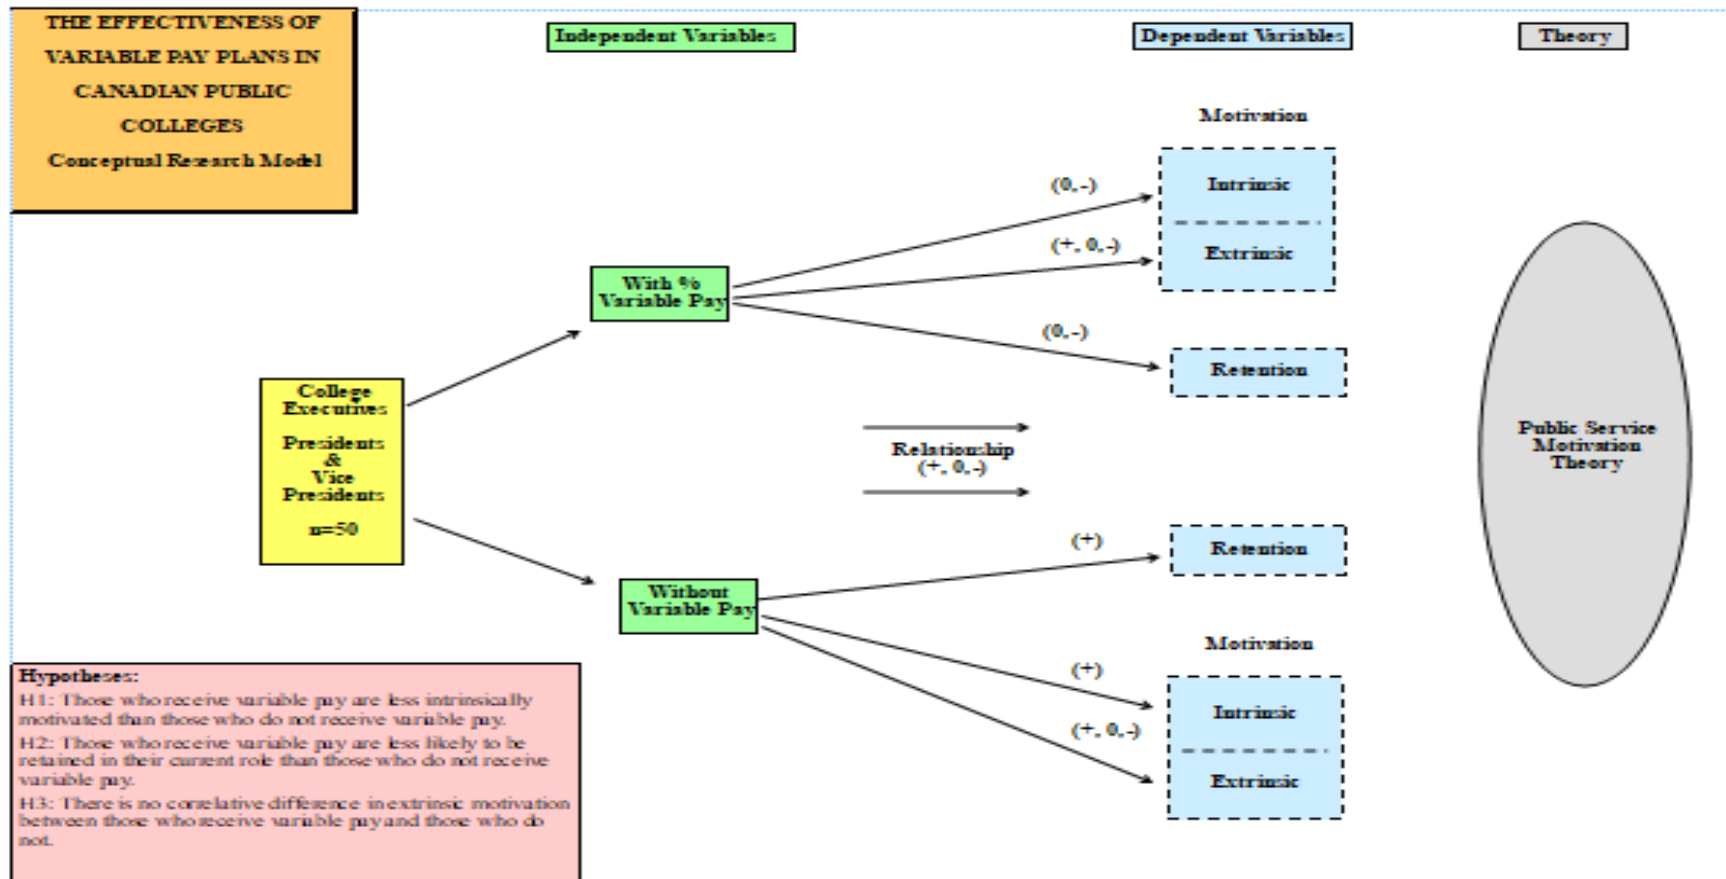 THE EFFECTIVENESS OF
VARIABLE PAY PLANS IN
CANADIAN PUBLIC
COLLEGES
Conceptual Research Model
Independent Variables
Dependent Variables
Theory
Motivation
(0,-)
Intrinsic
(+, 0,-)
Extrinsic
With %
Variable Pay
(0,-)
Retention
College
Executives
Presidents
&
Vice
Presidents
n=50
Relationship
(+, 0,-)
Public Service
Motivation
Theory
(+)
Retention
Without
Variable Pay
Motivation
(+)
Intrinsic
(+, 0,-)
Extrinsic
Hypotheses:
H1: Those who receive variable pay are less intrinsically
motivated than those who do not receive variable pay.
H2: Those who receive variable pay are less likely to be
retained in their current role than those who do not receive
variable pay.
H3: There is no correlative difference in extrinsic motivation
between those who receive variable pay and those who do
not.